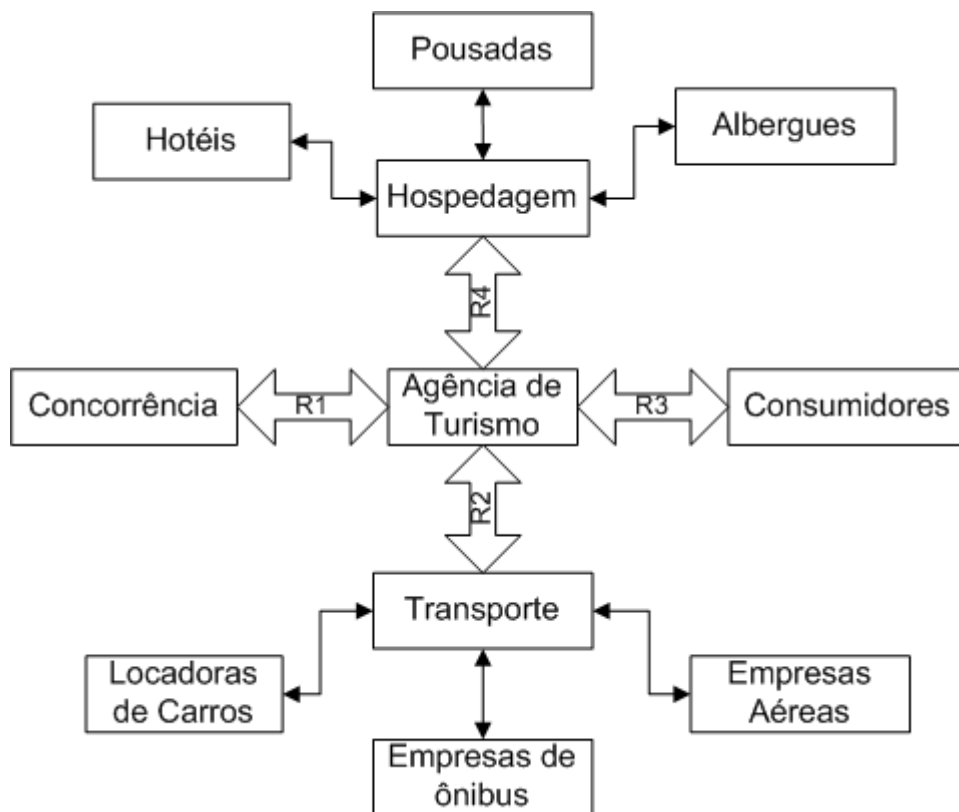 Pousadas
Hotéis
Albergues
Hospedagem
R4
Concorrência
R1
Agência de
Turismo
R3
Consumidores
R2
Transporte
Locadoras
de Carros
Empresas
Aéreas
Empresas de
ônibus